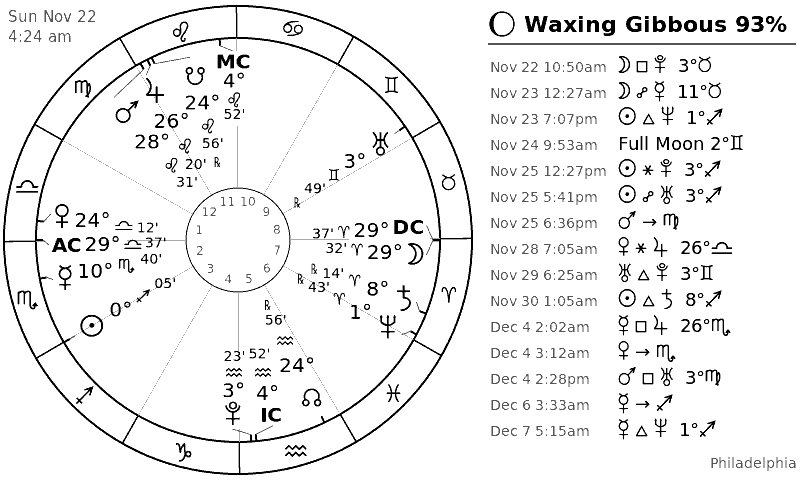 Sun Nov 22
4:24 am
MC
4°
♌
52'
☋
24°
♌
56'
℞
♃
26°
♌
20'
♂
28°
♌
31'
♅
3°
♊
49'
℞
♀ 24° ♎ 12'
AC 29° ♎ 37'
☿ 10° ♏ 40'
☉ 0° ♐ 05'
37' ♈ 29° DC
32' ♈ 29° ☽
℞ 14' ♈ 8° ♄
℞ 43' ♈ 1° ♆
℞
56'
♒
24°
☊
23'
♒
3°
♇
52'
♒
4°
IC
♌ ♋ ♊ ♉ ♈ ♓ ♒ ♑ ♐ ♏ ♎ ♍
1 2 3 4 5 6 7 8 9 10 11 12
Waxing Gibbous 93%
Nov 22 10:50am ☽ □ ♇ 3°♉
Nov 23 12:27am ☽ ☍ ☿ 11°♉
Nov 23 7:07pm ☉ △ ♆ 1°♐
Nov 24 9:53am Full Moon 2°♊
Nov 25 12:27pm ☉ ⚹ ♇ 3°♐
Nov 25 5:41pm ☉ ☍ ♅ 3°♐
Nov 25 6:36pm ♂ → ♍
Nov 28 7:05am ♀ ⚹ ♃ 26°♎
Nov 29 6:25am ♅ △ ♇ 3°♊
Nov 30 1:05am ☉ △ ♄ 8°♐
Dec 4 2:02am ☿ □ ♃ 26°♏
Dec 4 3:12am ♀ → ♏
Dec 4 2:28pm ♂ □ ♅ 3°♍
Dec 6 3:33am ☿ → ♐
Dec 7 5:15am ☿ △ ♆ 1°♐
Philadelphia